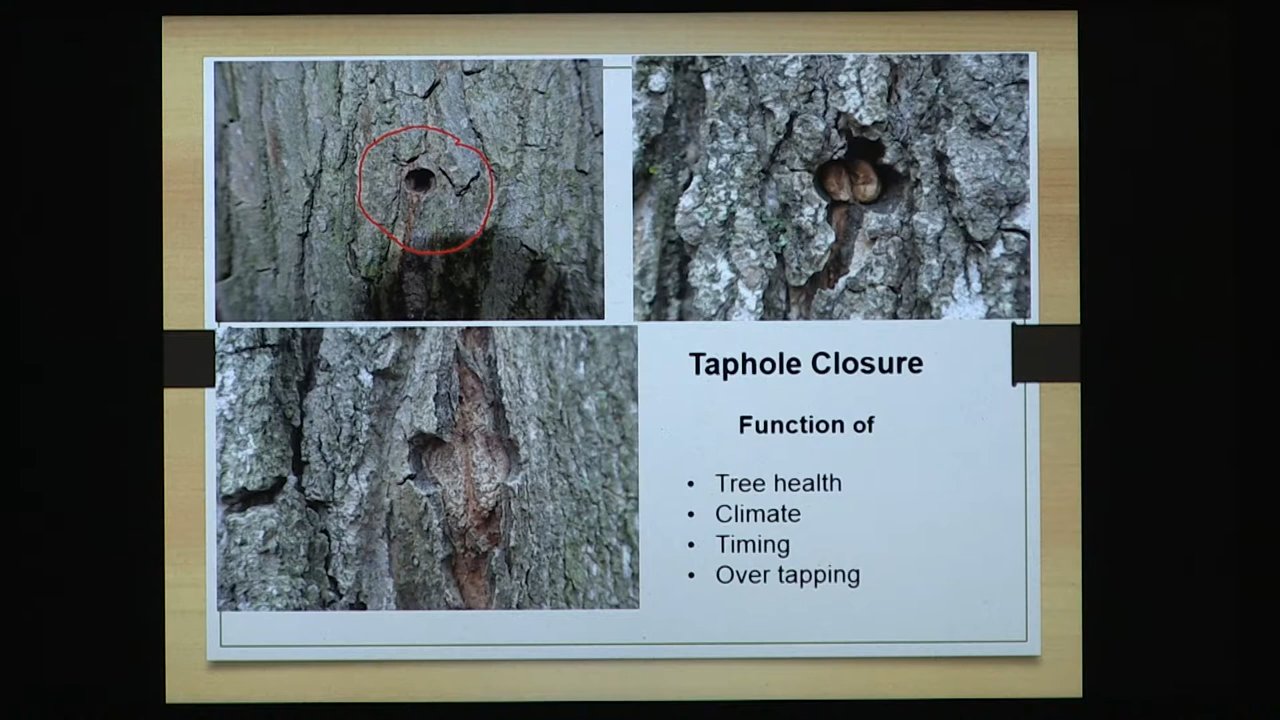 Taphole Closure
Function of
• Tree health
• Climate
• Timing
• Over tapping